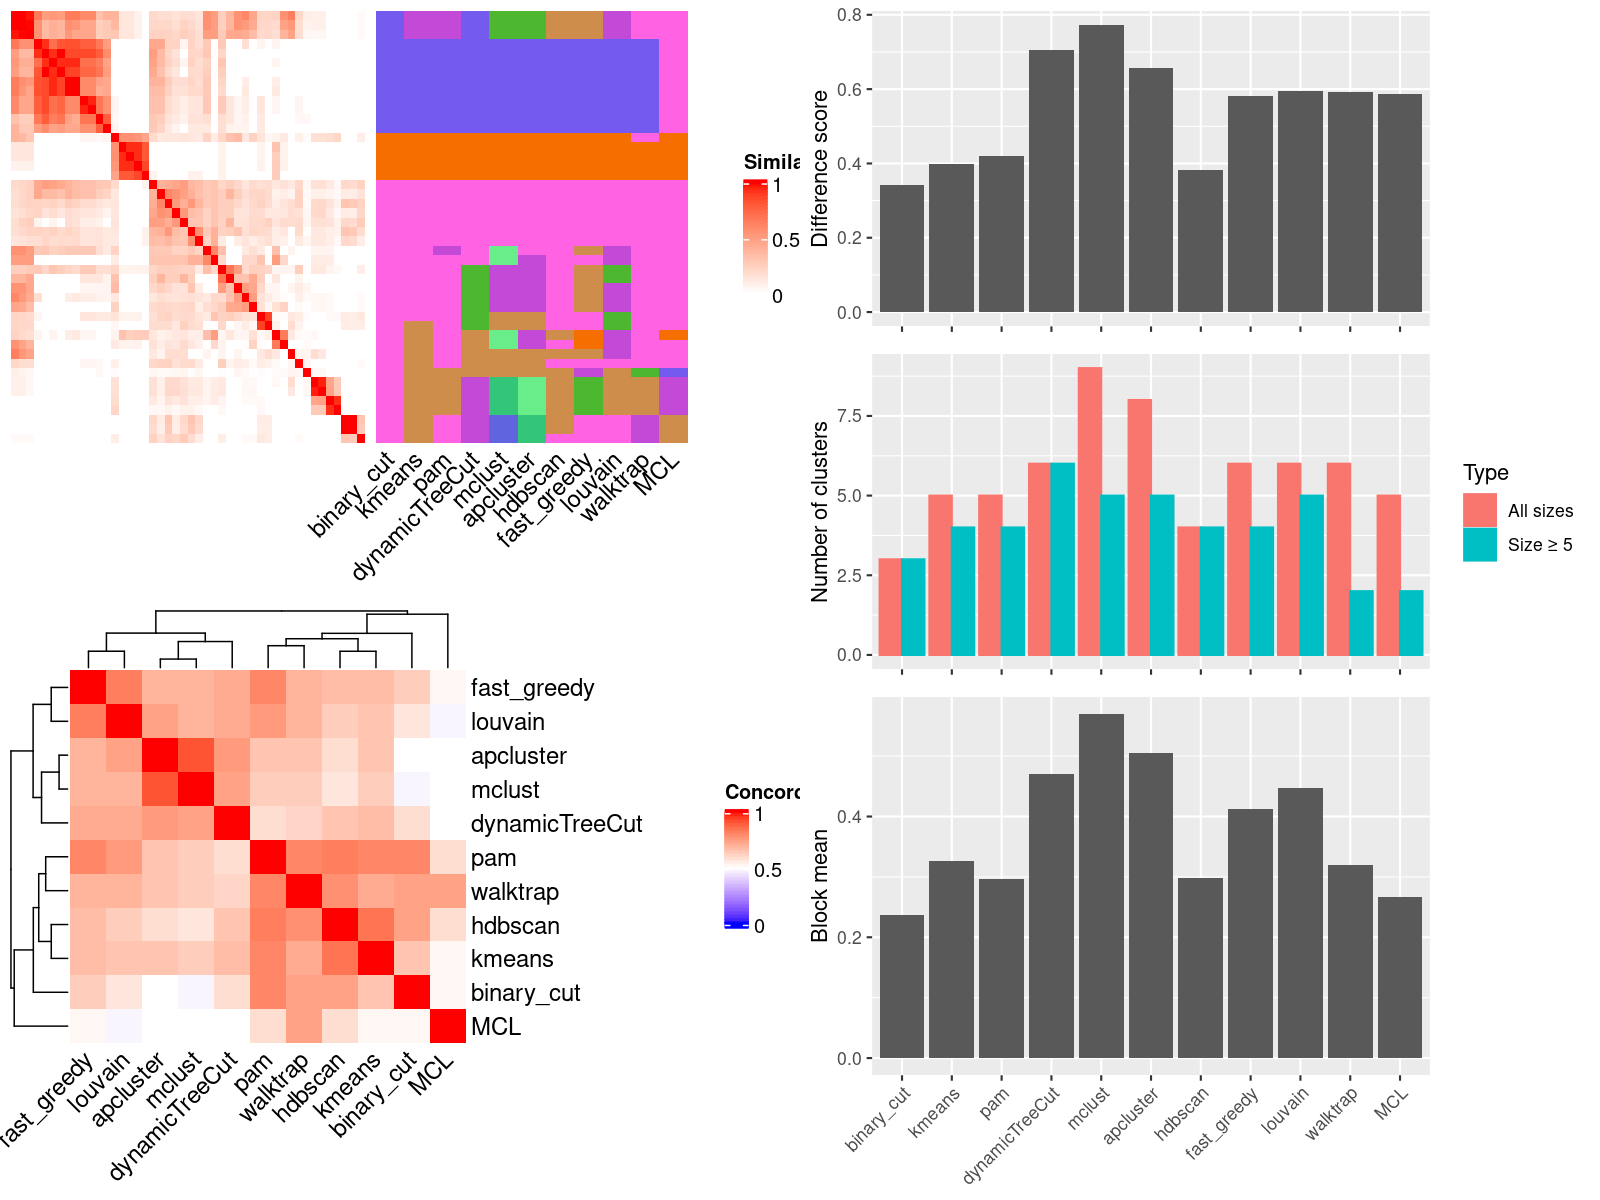 Simila
1
0.5
0
binary_cut
kmeans
pam
dynamicTreeCut
mclust
apcluster
hdbscan
fast_greedy
louvain
walktrap
MCL
fast_greedy
louvain
apcluster
mclust
dynamicTreeCut
pam
walktrap
hdbscan
kmeans
binary_cut
MCL
fast_greedy
louvain
apcluster
mclust
dynamicTreeCut
pam
walktrap
hdbscan
kmeans
binary_cut
MCL
Concord
1
0.5
0
Difference score
0.8
0.6
0.4
0.2
0.0
Number of clusters
7.5
5.0
2.5
0.0
Type
All sizes
Size ≥ 5
Block mean
0.4
0.2
0.0
binary_cut
kmeans
pam
dynamicTreeCut
mclust
apcluster
hdbscan
fast_greedy
louvain
walktrap
MCL